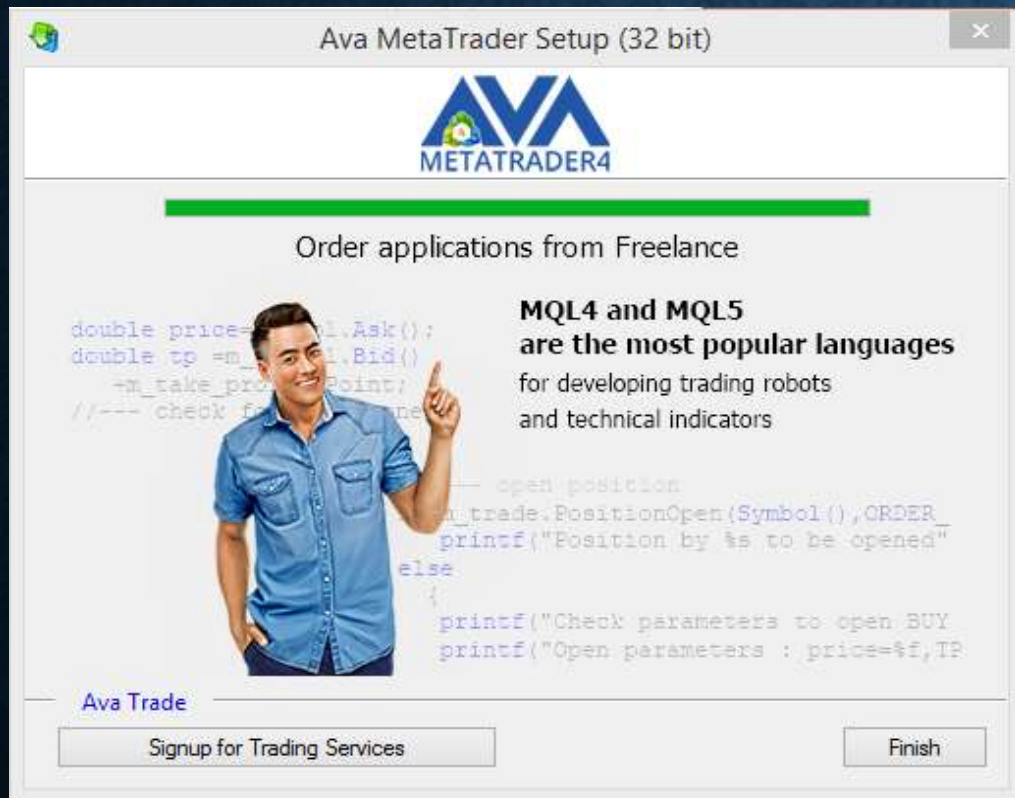 Ava MetaTrader Setup (32 bit)
AVA
METATRADER4
Order applications from Freelance
MQL4 and MQL5
are the most popular languages
for developing trading robots
and technical indicators
double price= l.Ask();
double tp =m_ l.Bid()
+m_take_pro Point;
//--- check f
open position
_trade.PositionOpen(Symbol(),ORDER_
printf("Position by %s to be opened"
else
{
printf("Check parameters to open BUY
printf("Open parameters : price=%f,TP
Ava Trade
Signup for Trading Services
Finish